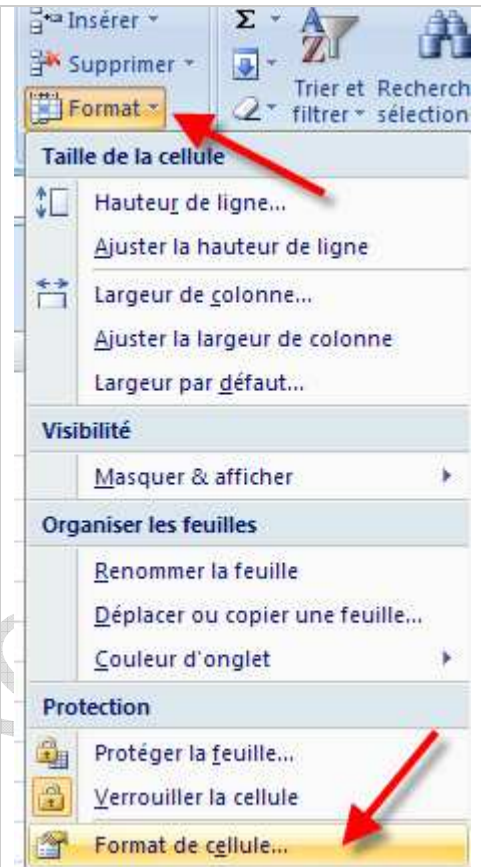 Insérer
Σ
Supprimer
Trier et Recherch
Format
filtrer sélection
Taille de la cellule
Hauteur de ligne...
Ajuster la hauteur de ligne
Largeur de colonne...
Ajuster la largeur de colonne
Largeur par défaut...
Visibilité
Masquer & afficher
Organiser les feuilles
Renommer la feuille
Déplacer ou copier une feuille...
Couleur d'onglet
Protection
Protéger la feuille...
Verrouiller la cellule
Format de cellule...